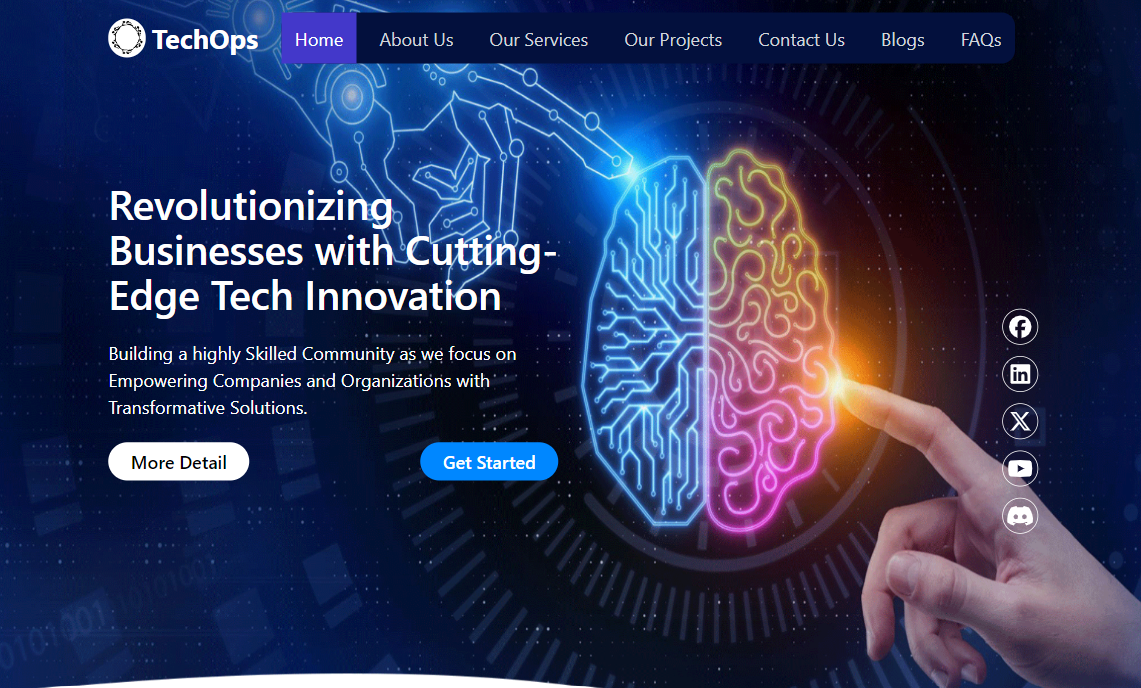 TechOps
Home About Us Our Services Our Projects Contact Us Blogs FAQs
Revolutionizing
Businesses with Cutting-
Edge Tech Innovation
Building a highly Skilled Community as we focus on
Empowering Companies and Organizations with
Transformative Solutions.
More Detail Get Started